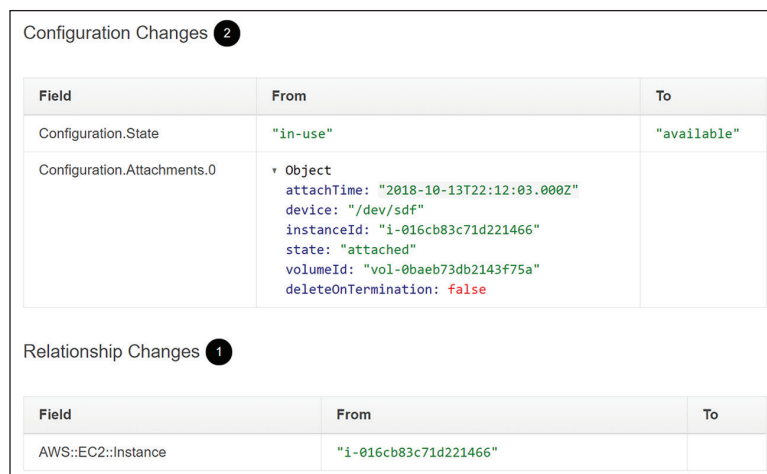 Configuration Changes 2
Field From To
Configuration.State "in-use" "available"
Configuration.Attachments.0 ▾ Object
attachTime: "2018-10-13T22:12:03.000Z"
device: "/dev/sdf"
instanceId: "i-016cb83c71d221466"
state: "attached"
volumeId: "vol-0baeb73db2143f75a"
deleteOnTermination: false
Relationship Changes 1
Field From To
AWS::EC2::Instance "i-016cb83c71d221466"